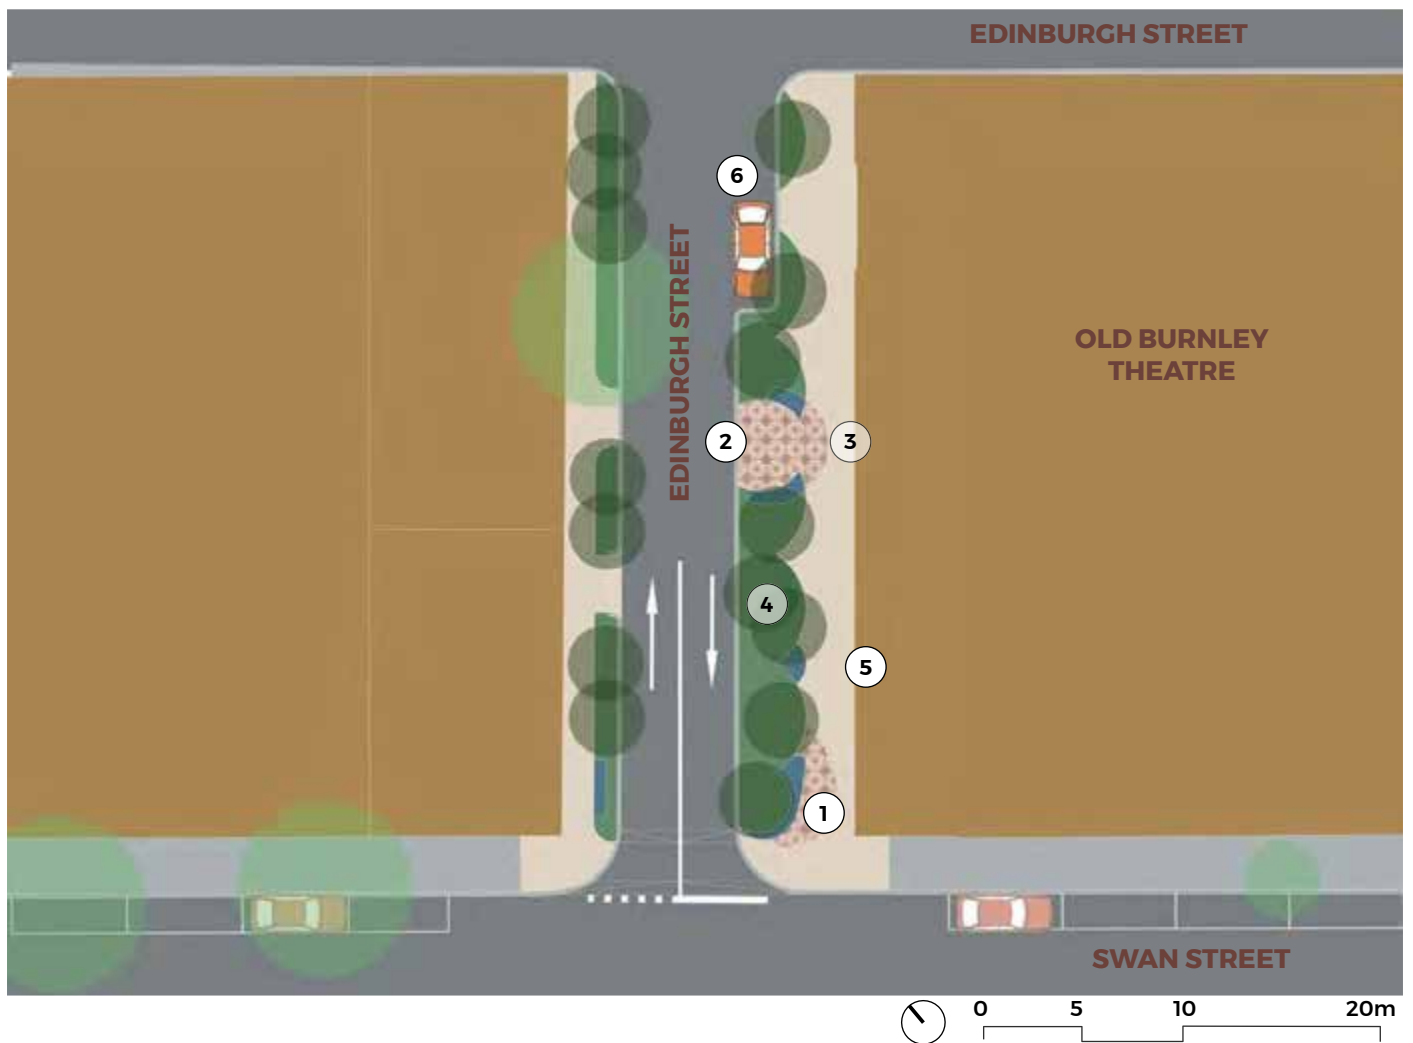 EDINBURGH STREET
6
EDINBURGH STREET
OLD BURNLEY
THEATRE
2
3
4
5
1
SWAN STREET
0 5 10 20m